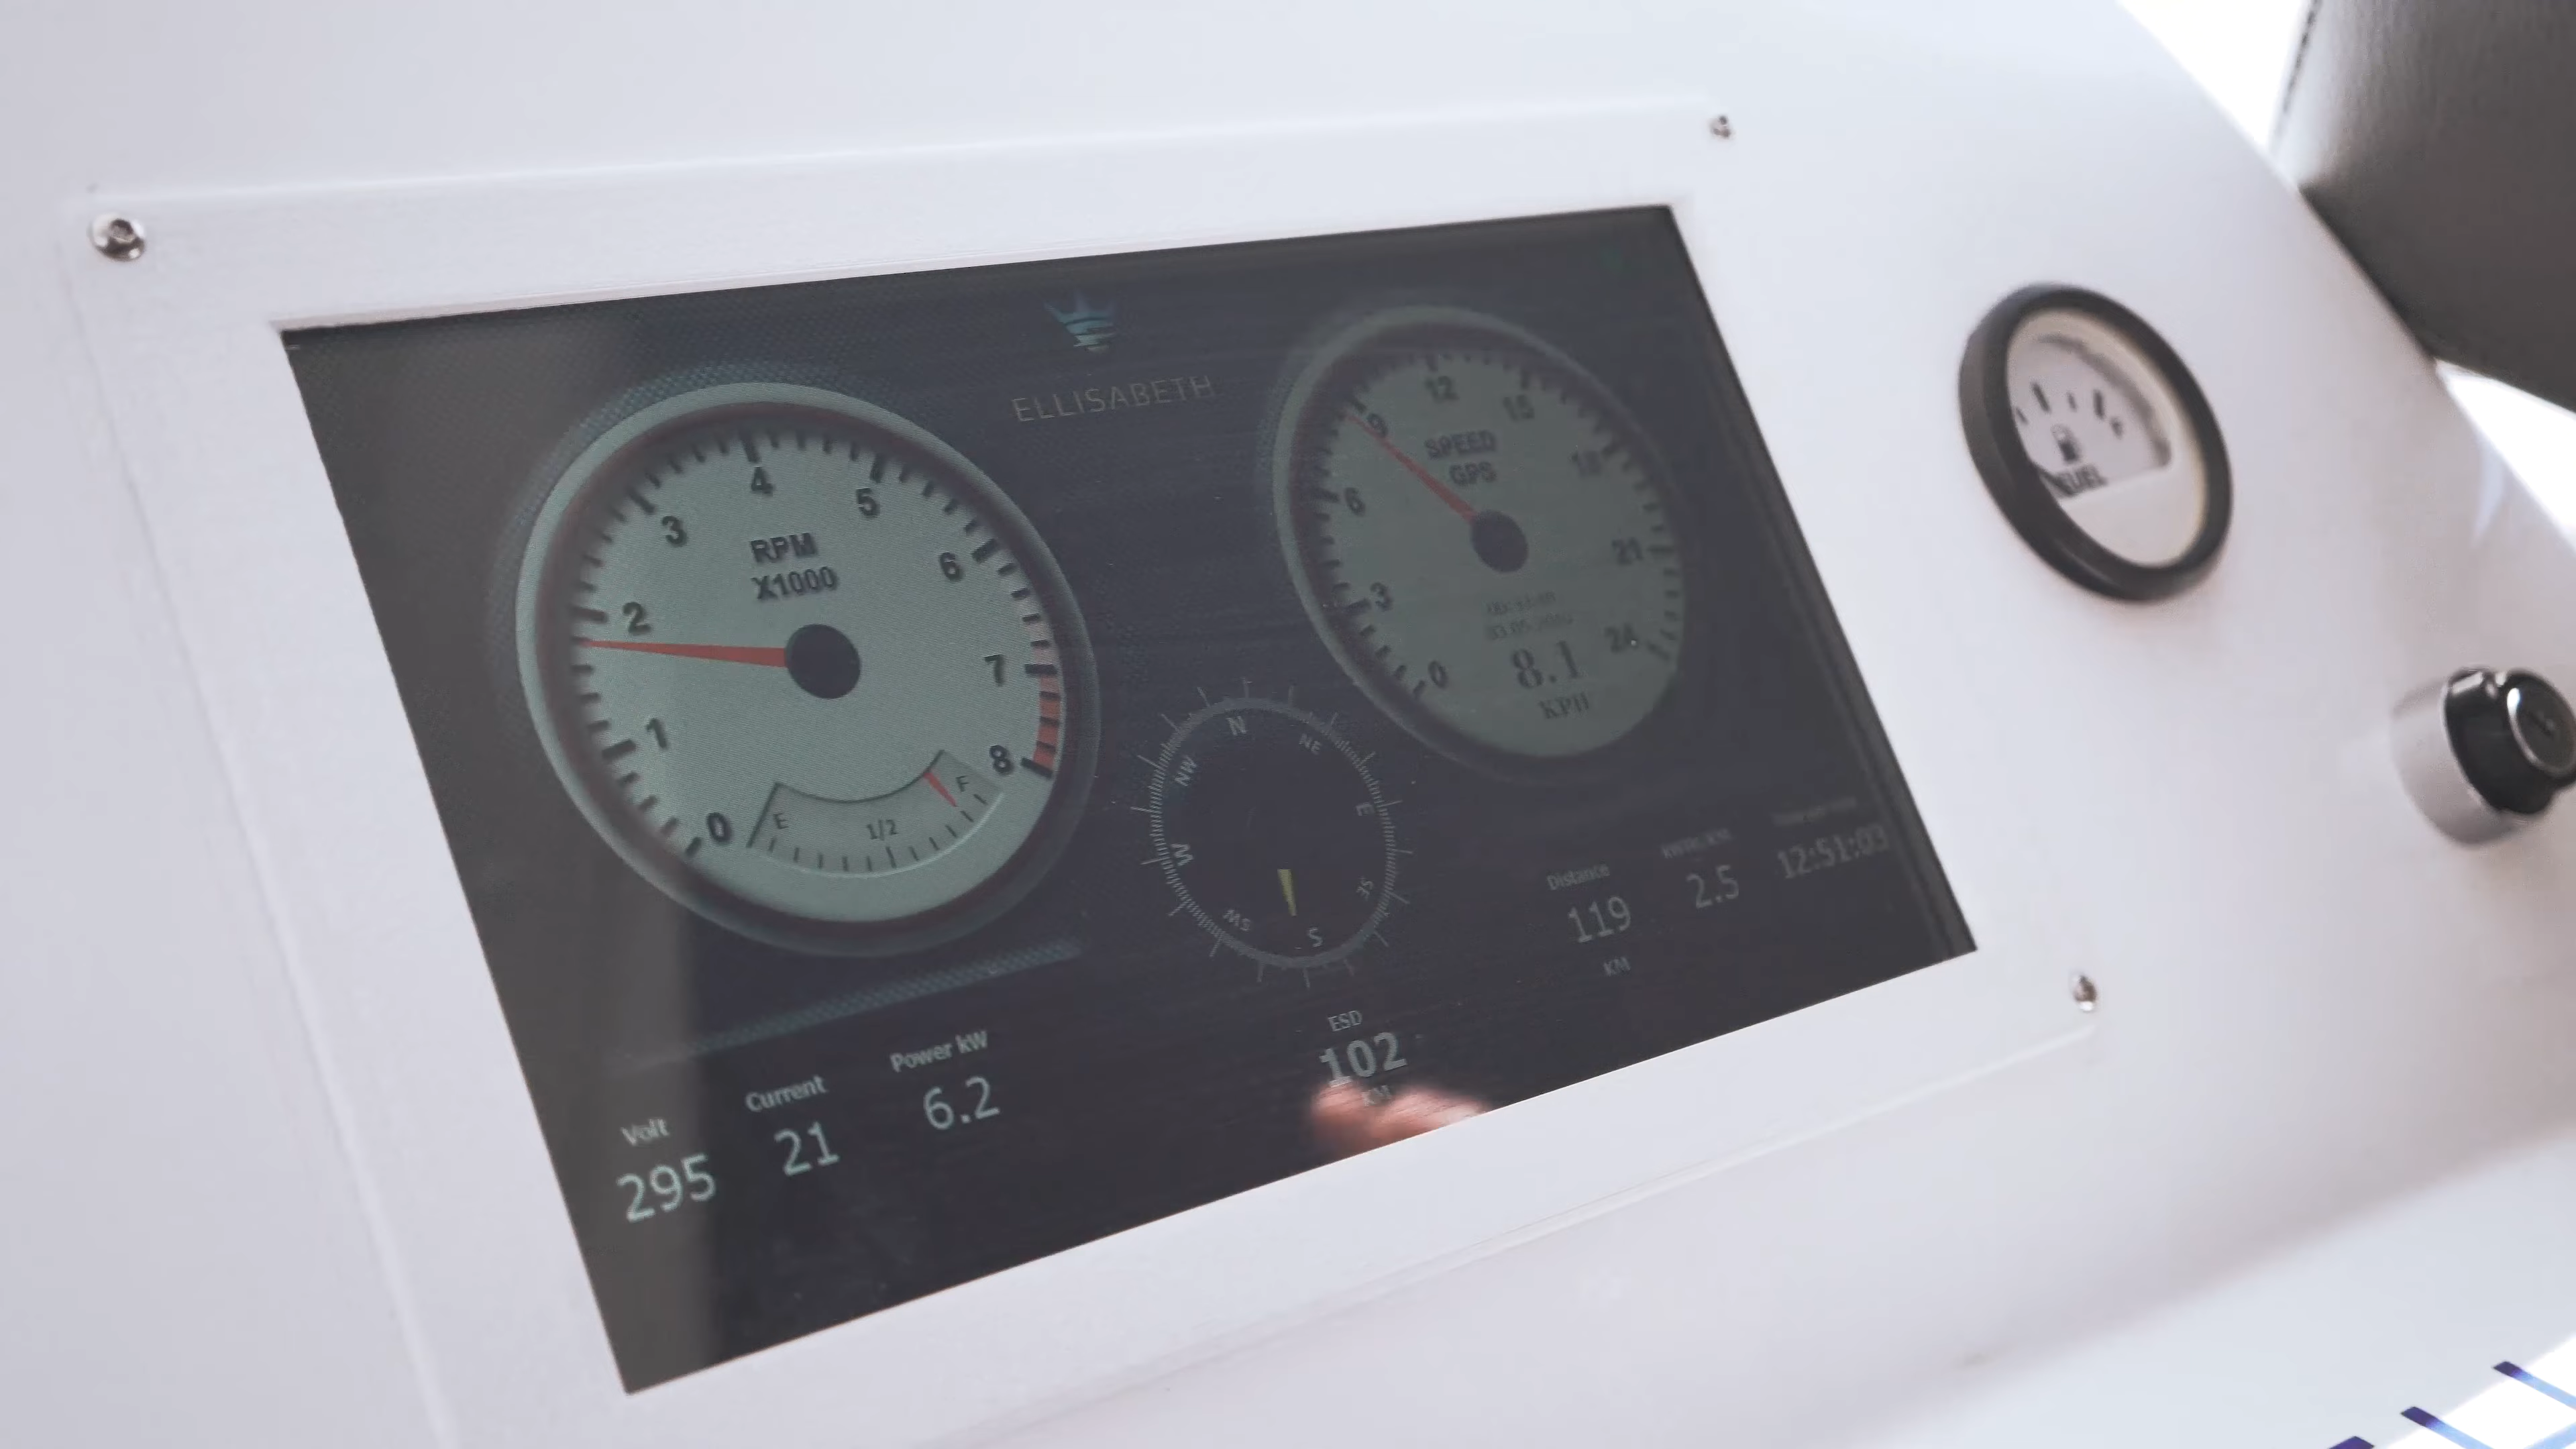 ELLISABETH
4
5
3
6
2
7
1
8
0
RPM
X1000
E
1/2
F
12
15
9
18
6
21
3
24
0
SPEED
GPS
8.1
KPH
N
NE
E
SE
S
SW
W
NW
Volt
295
Current
21
Power kW
6.2
ESD
102
KM
Distance
119
KM
2.5
12:51:03
F
FUEL